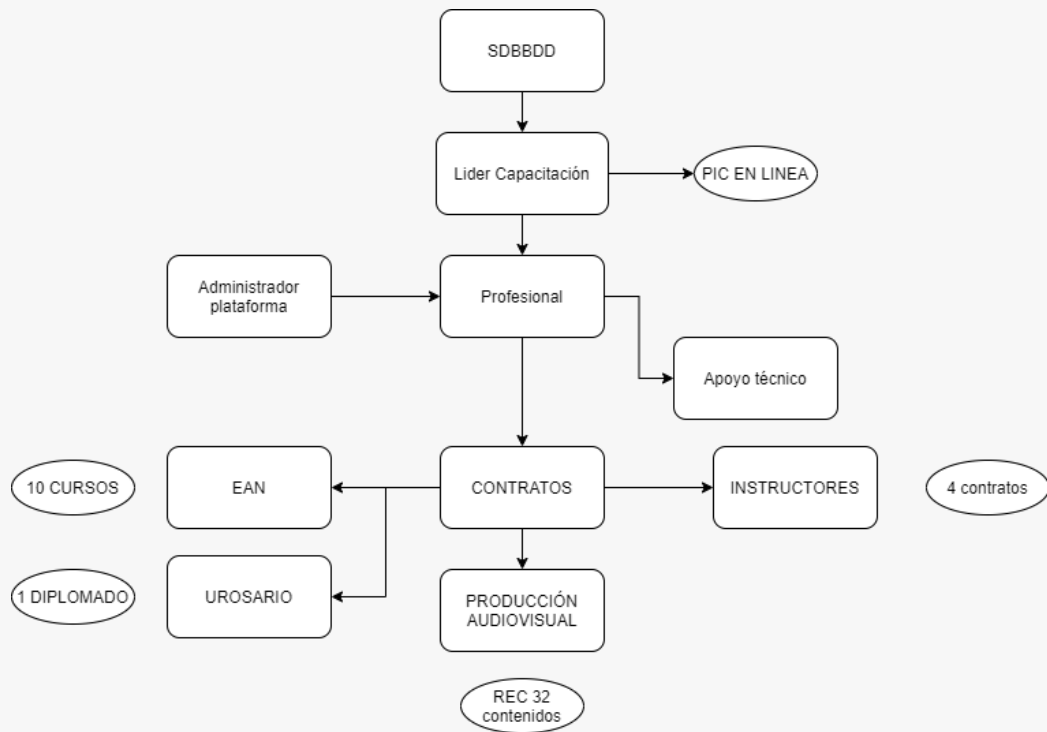 SDBBDD
Lider Capacitación
PIC EN LINEA
Administrador
plataforma
Profesional
Apoyo técnico
10 CURSOS
EAN
CONTRATOS
INSTRUCTORES
4 contratos
1 DIPLOMADO
UROSARIO
PRODUCCIÓN
AUDIOVISUAL
REC 32
contenidos